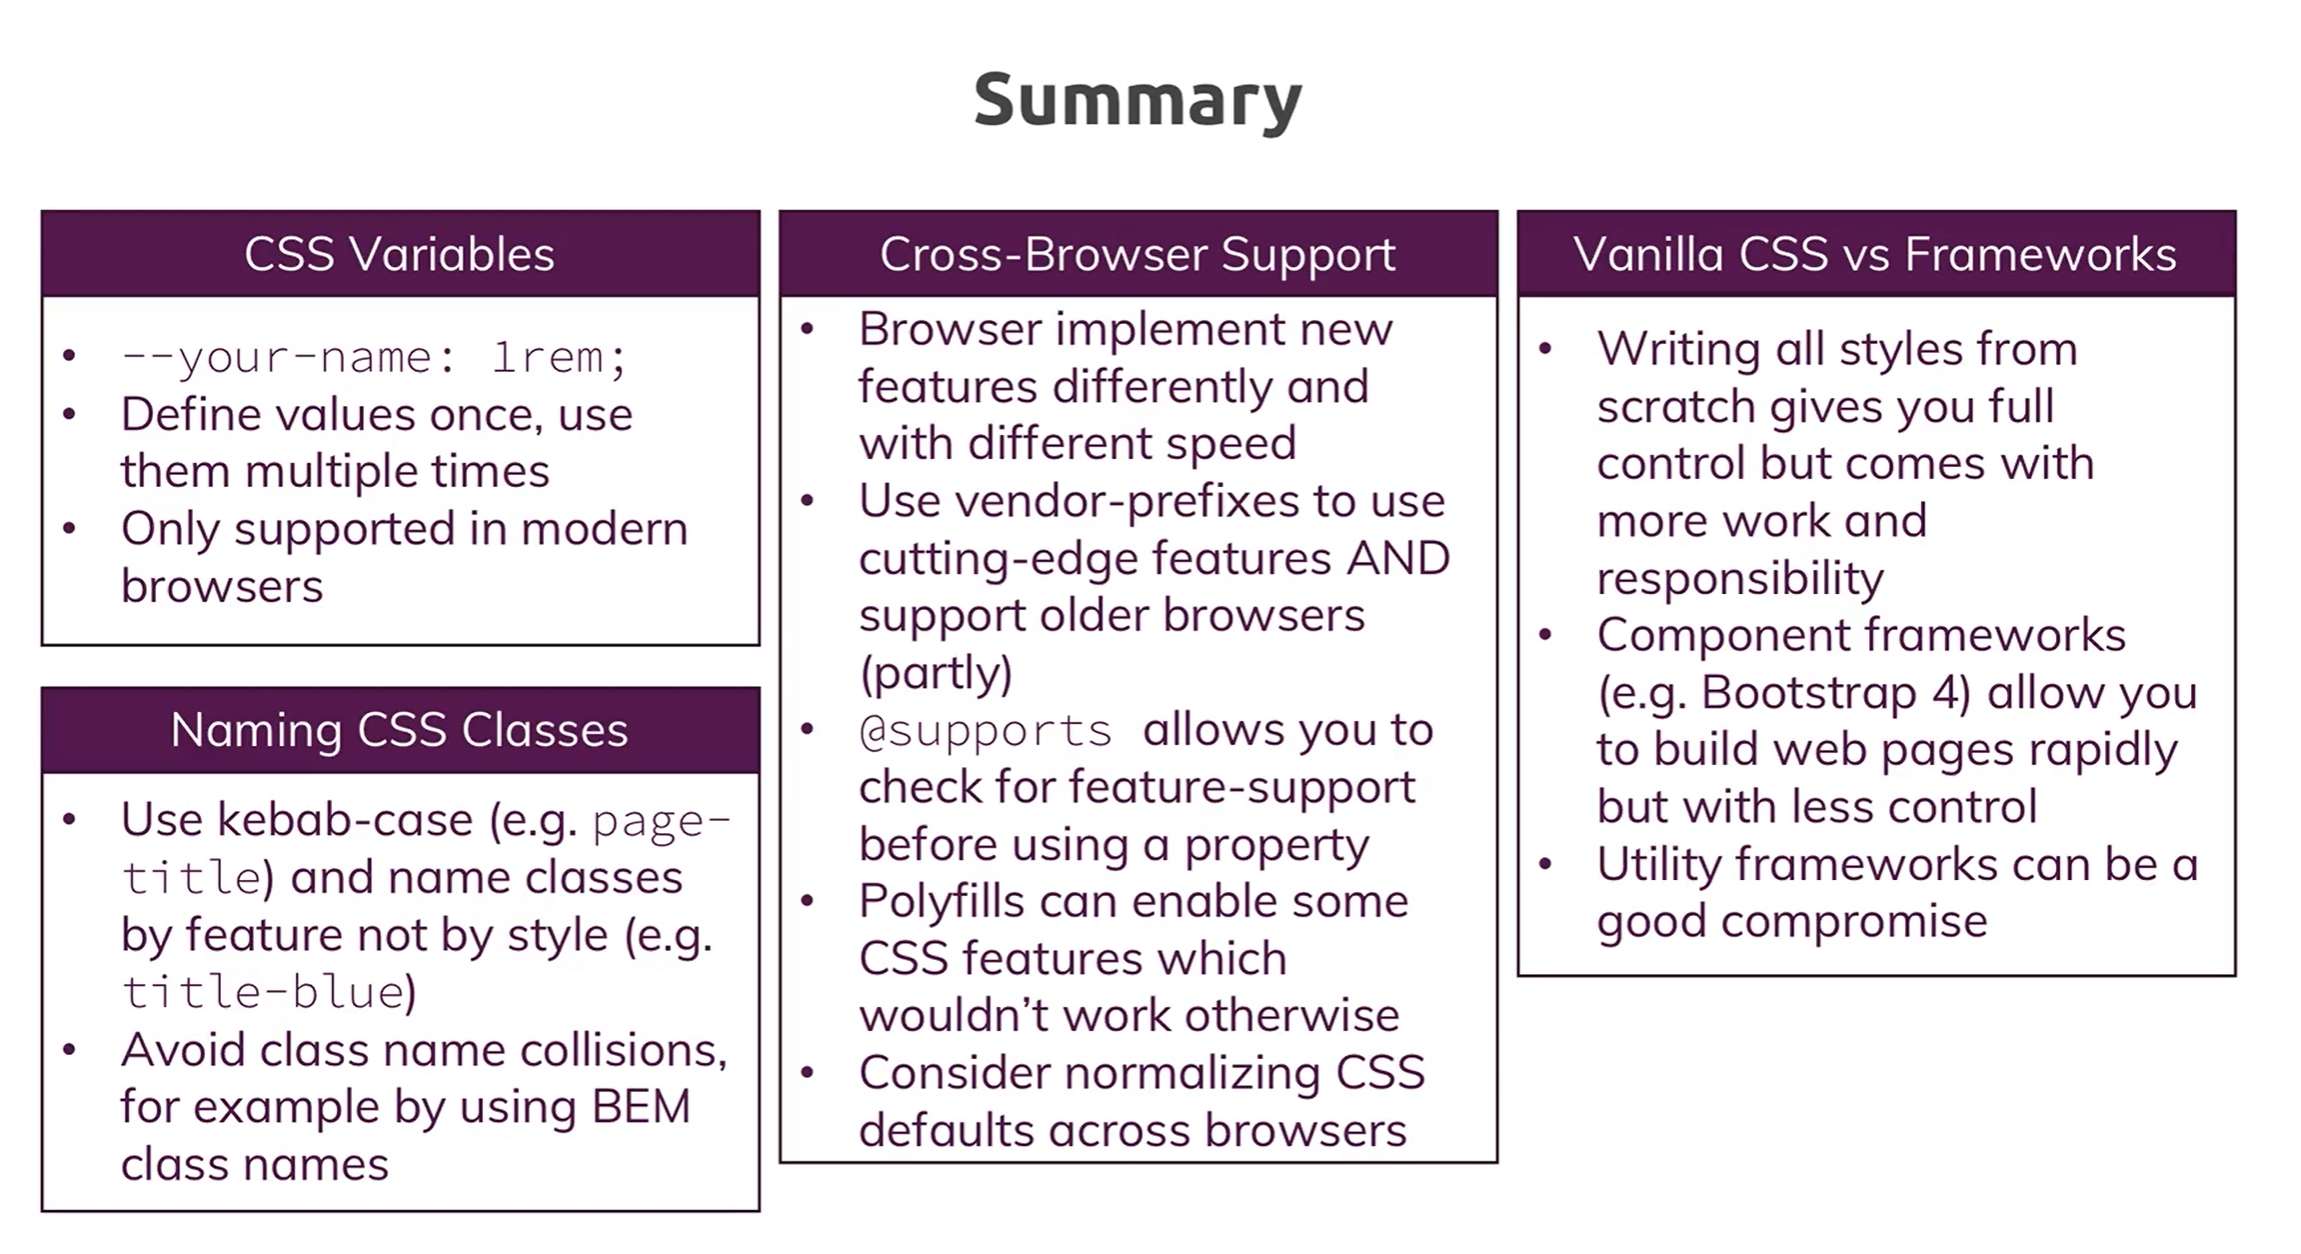 Summary
CSS Variables
• --your-name: 1rem;
• Define values once, use
them multiple times
• Only supported in modern
browsers
Naming CSS Classes
• Use kebab-case (e.g. page-
title) and name classes
by feature not by style (e.g.
title-blue)
• Avoid class name collisions,
for example by using BEM
class names
Cross-Browser Support
• Browser implement new
features differently and
with different speed
• Use vendor-prefixes to use
cutting-edge features AND
support older browsers
(partly)
• @supports allows you to
check for feature-support
before using a property
• Polyfills can enable some
CSS features which
wouldn’t work otherwise
• Consider normalizing CSS
defaults across browsers
Vanilla CSS vs Frameworks
• Writing all styles from
scratch gives you full
control but comes with
more work and
responsibility
• Component frameworks
(e.g. Bootstrap 4) allow you
to build web pages rapidly
but with less control
• Utility frameworks can be a
good compromise